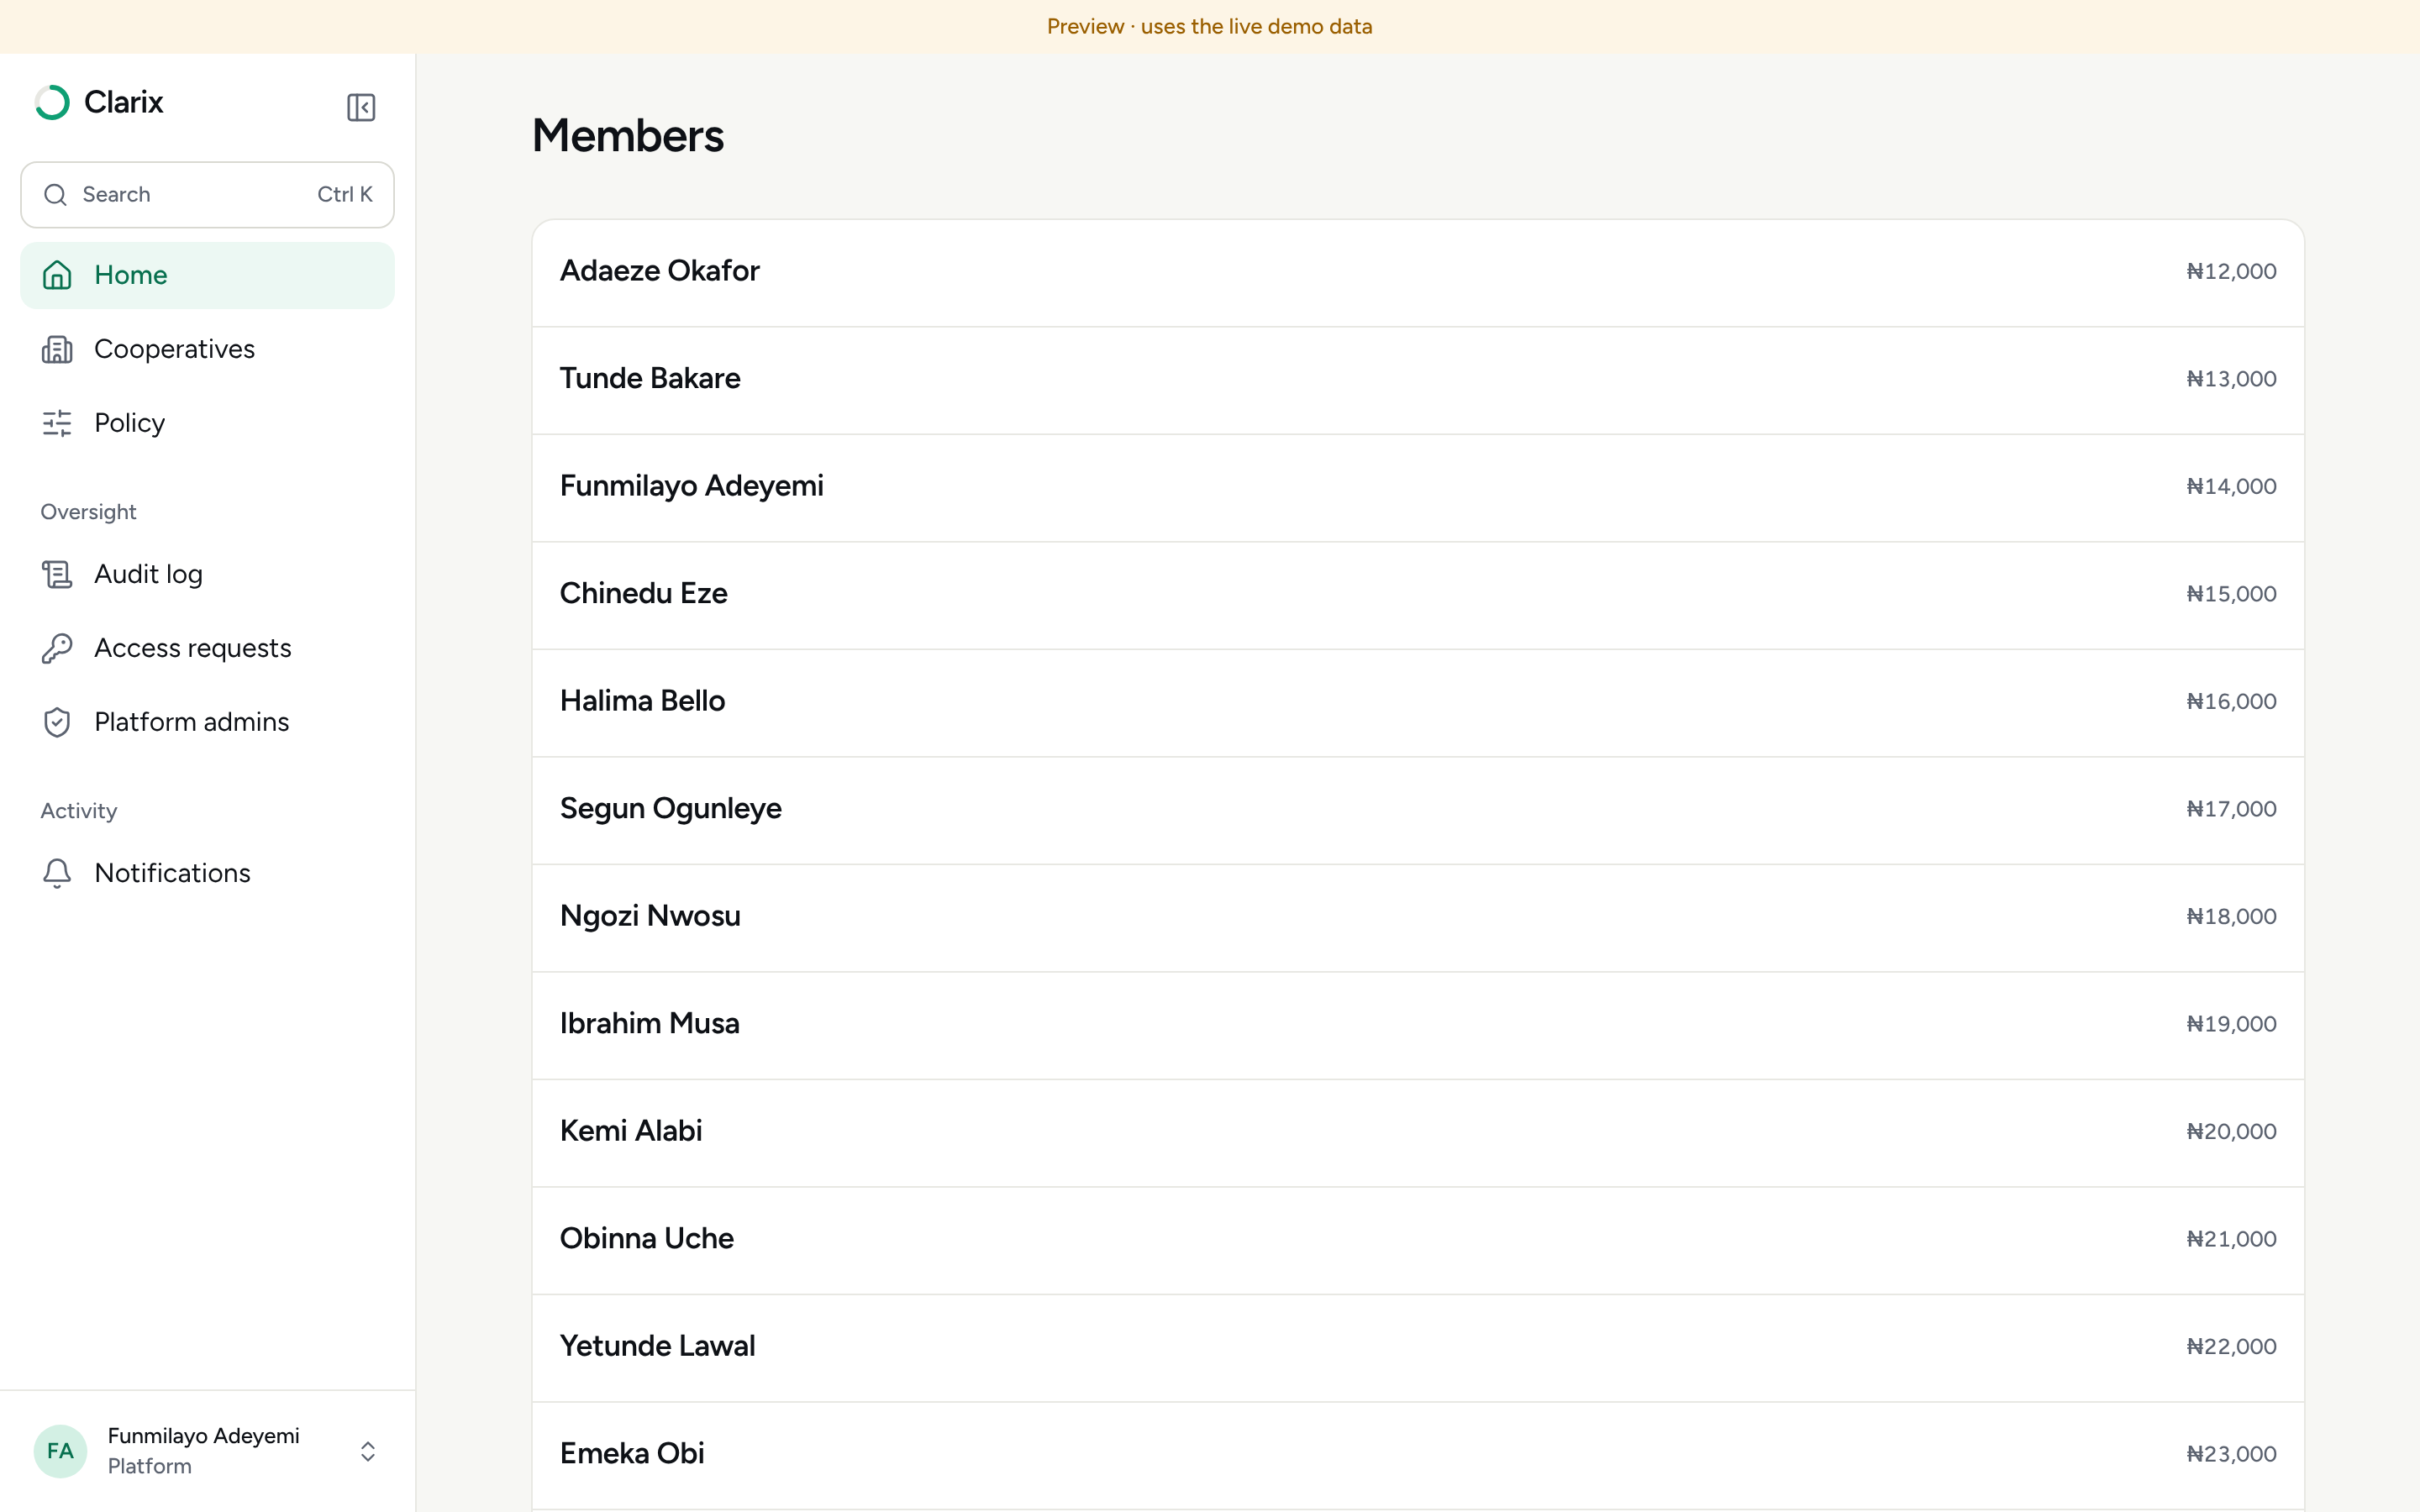 Preview · uses the live demo data
Clarix
Search Ctrl K
Home
Cooperatives
Policy
Oversight
Audit log
Access requests
Platform admins
Activity
Notifications
FA
Funmilayo Adeyemi
Platform
Members
Adaeze Okafor ₦12,000
Tunde Bakare ₦13,000
Funmilayo Adeyemi ₦14,000
Chinedu Eze ₦15,000
Halima Bello ₦16,000
Segun Ogunleye ₦17,000
Ngozi Nwosu ₦18,000
Ibrahim Musa ₦19,000
Kemi Alabi ₦20,000
Obinna Uche ₦21,000
Yetunde Lawal ₦22,000
Emeka Obi ₦23,000